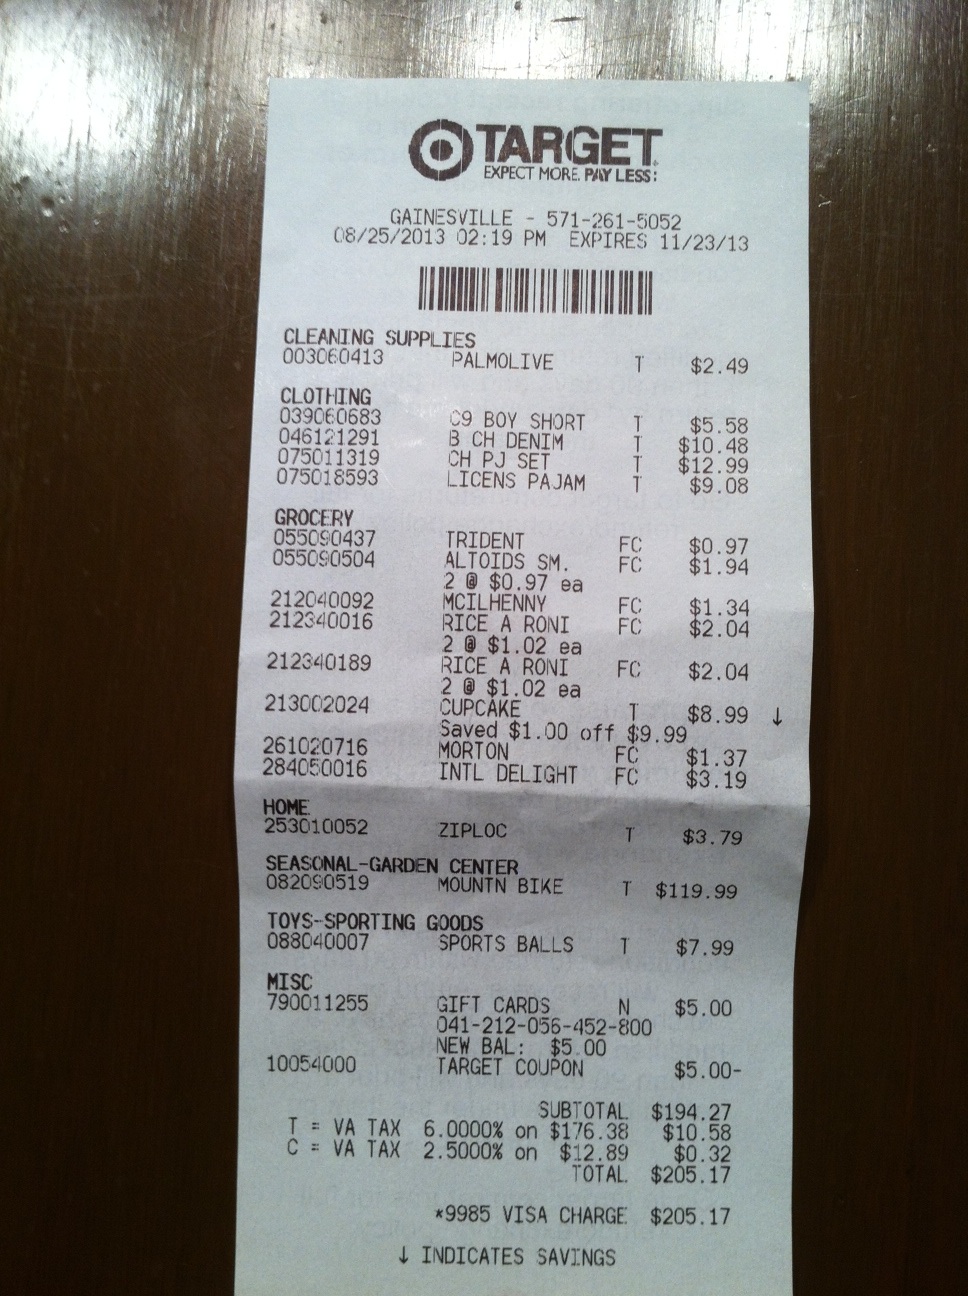 TARGET
EXPECT MORE. PAY LESS.
GAINESVILLE - 571-261-5052
08/25/2013 02:19 PM EXPIRES 11/23/13
CLEANING SUPPLIES
003060413 PALMOLIVE T $2.49
CLOTHING
039060683 C9 BOY SHORT T $5.58
046121291 B CH DENIM T $10.48
075011319 CH PJ SET T $12.99
075018593 LICENS PAJAM T $9.08
GROCERY
055090437 TRIDENT FC $0.97
055090504 ALTOIDS SM. FC $1.94
2 @ $0.97 ea
212040092 MCILHENNY FC $1.34
212340016 RICE A RONI FC $2.04
2 @ $1.02 ea
212340189 RICE A RONI FC $2.04
2 @ $1.02 ea
213002024 CUPCAKE T $8.99 ↓
Saved $1.00 off $9.99
261020716 MORTON FC $1.37
284050016 INTL DELIGHT FC $3.19
HOME
253010052 ZIPLOC T $3.79
SEASONAL-GARDEN CENTER
082090519 MOUNTN BIKE T $119.99
TOYS-SPORTING GOODS
088040007 SPORTS BALLS T $7.99
MISC
790011255 GIFT CARDS N $5.00
041-212-056-452-800
NEW BAL: $5.00
10054000 TARGET COUPON $5.00-
SUBTOTAL $194.27
T = VA TAX 6.0000% on $176.38 $10.58
C = VA TAX 2.5000% on $12.89 $0.32
TOTAL $205.17
*9985 VISA CHARGE $205.17
↓ INDICATES SAVINGS